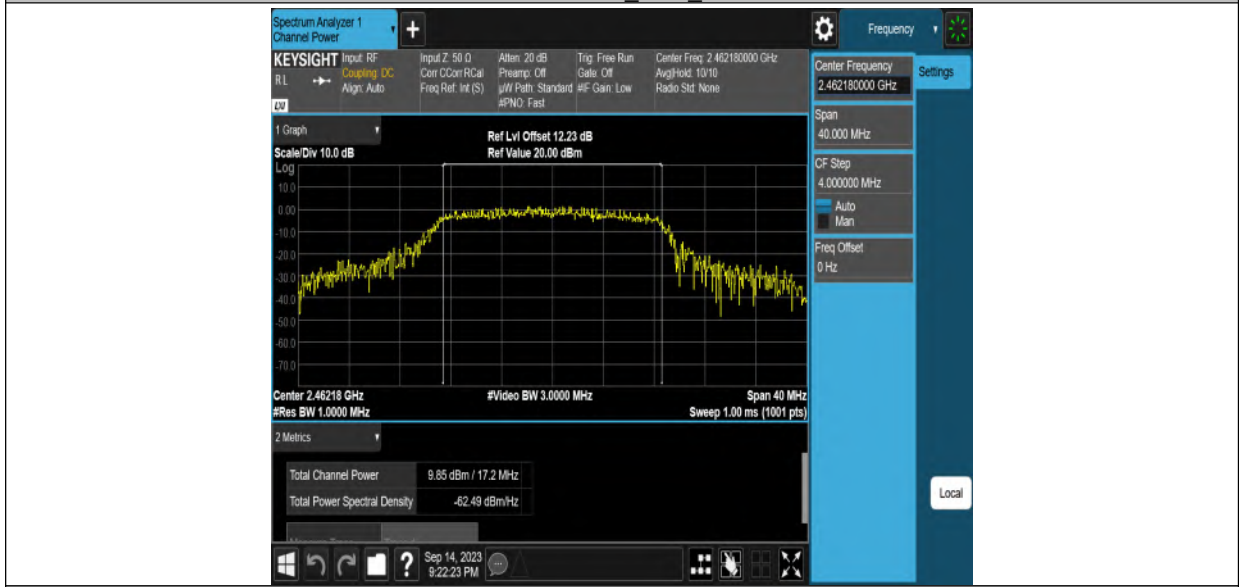 Spectrum Analyzer 1
Channel Power
+
Frequency
KEYSIGHT
RL
LXI
Input: RF
Coupling: DC
Align: Auto
Input Z: 50 Ω
Corr CCorr RCal
Freq Ref: Int (S)
Atten: 20 dB
Preamp: Off
µW Path: Standard
#PNO: Fast
Trig: Free Run
Gate: Off
#IF Gain: Low
Center Freq: 2.462180000 GHz
Avg|Hold: 10/10
Radio Std: None
Center Frequency
2.462180000 GHz
Settings
Span
40.000 MHz
CF Step
4.000000 MHz
Auto
Man
Freq Offset
0 Hz
1 Graph
Scale/Div 10.0 dB
Ref Lvl Offset 12.23 dB
Ref Value 20.00 dBm
Log
10.0
0.00
-10.0
-20.0
-30.0
-40.0
-50.0
-60.0
-70.0
Center 2.46218 GHz
#Video BW 3.0000 MHz
Span 40 MHz
#Res BW 1.0000 MHz
Sweep 1.00 ms (1001 pts)
2 Metrics
Total Channel Power 9.85 dBm / 17.2 MHz
Total Power Spectral Density -62.49 dBm/Hz
Local
?
Sep 14, 2023
9:22:23 PM